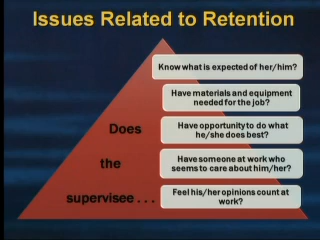 Issues Related to Retention
Know what is expected of her/him?
Have materials and equipment
needed for the job?
Does
Have opportunity to do what
he/she does best?
the
Have someone at work who
seems to care about him/her?
supervisee . . .
Feel his/her opinions count at
work?